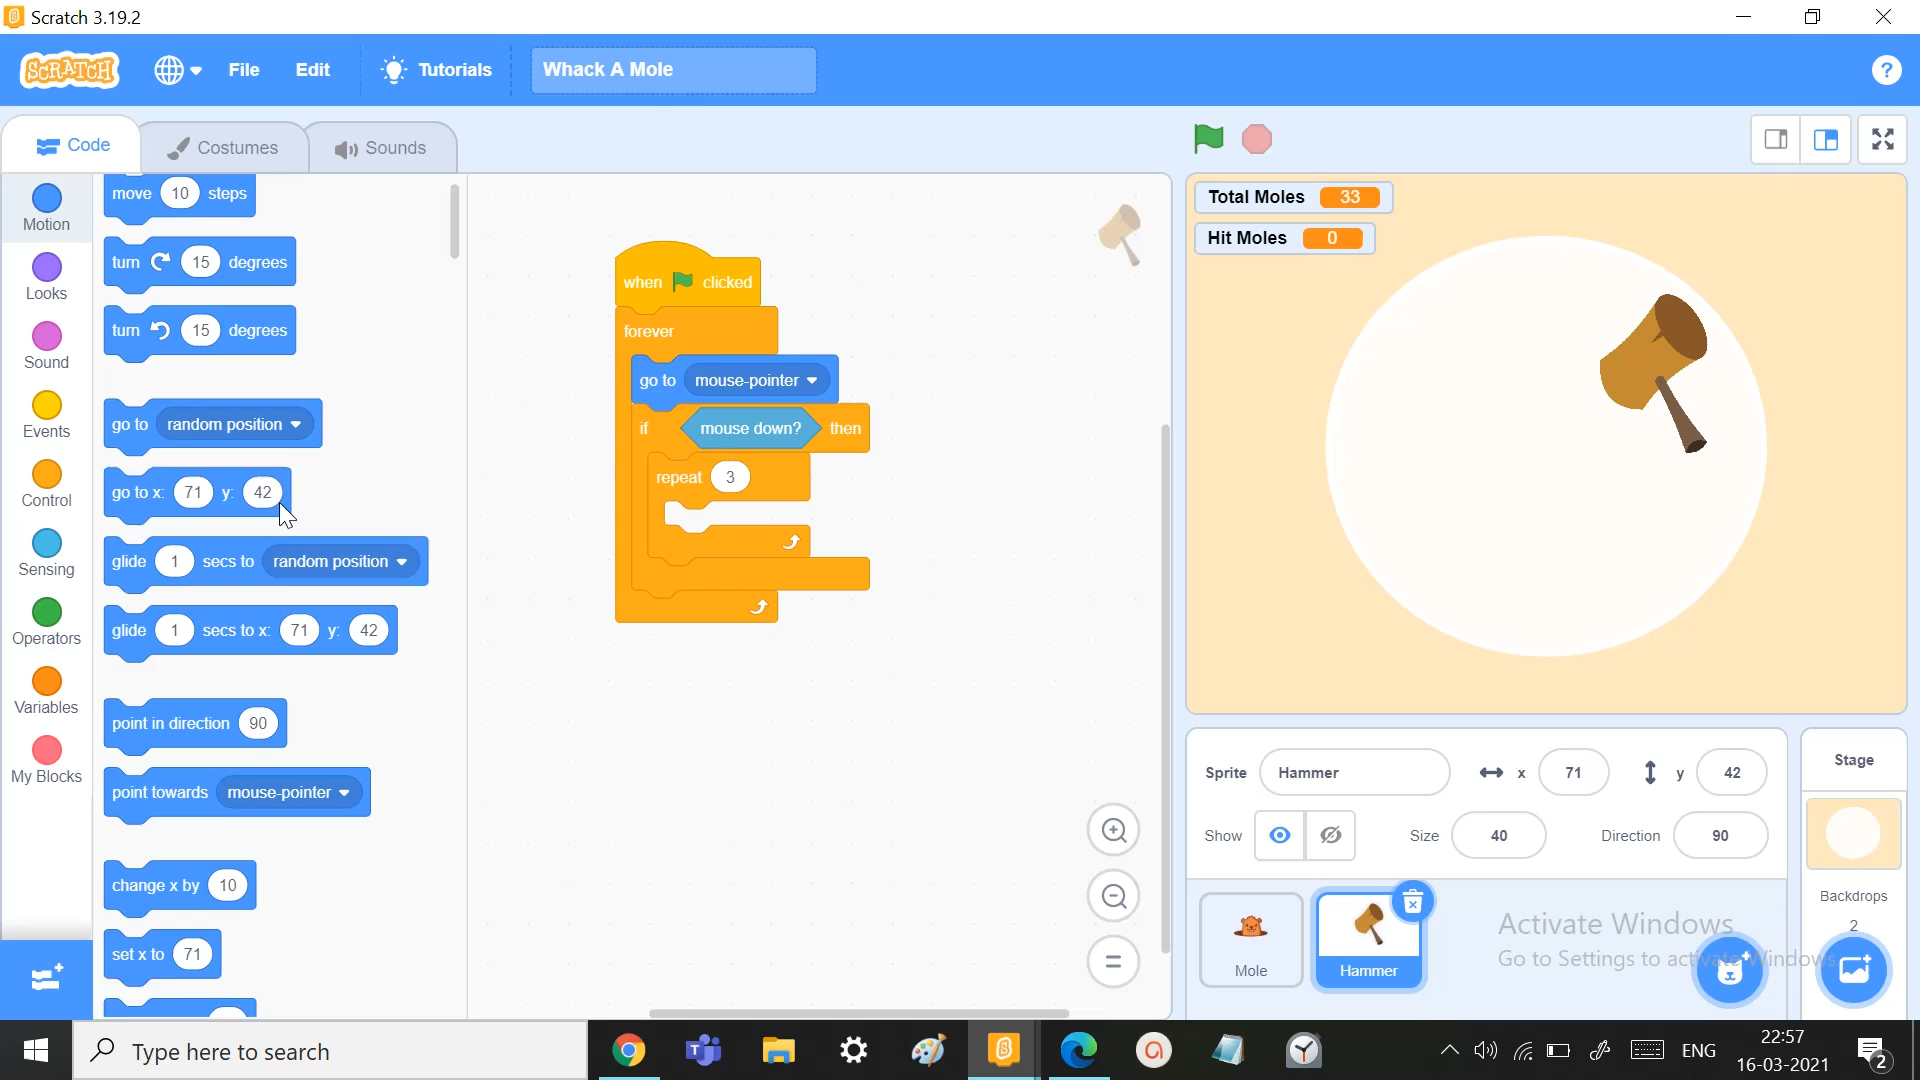 Scratch 3.19.2
SCRATCH
File
Edit
Tutorials
Whack A Mole
Code
Costumes
Sounds
Motion
Looks
Sound
Events
Control
Sensing
Operators
Variables
My Blocks
move 10 steps
turn 15 degrees
turn 15 degrees
go to random position
go to x: 71 y: 42
glide 1 secs to random position
glide 1 secs to x: 71 y: 42
point in direction 90
point towards mouse-pointer
change x by 10
set x to 71
when clicked
forever
go to mouse-pointer
if mouse down? then
repeat 3
Total Moles 33
Hit Moles 0
Sprite Hammer x 71 y 42
Show Size 40 Direction 90
Mole
Hammer
Stage
Backdrops
2
Activate Windows
Go to Settings to activate Windows
Type here to search
ENG
22:57
16-03-2021
2